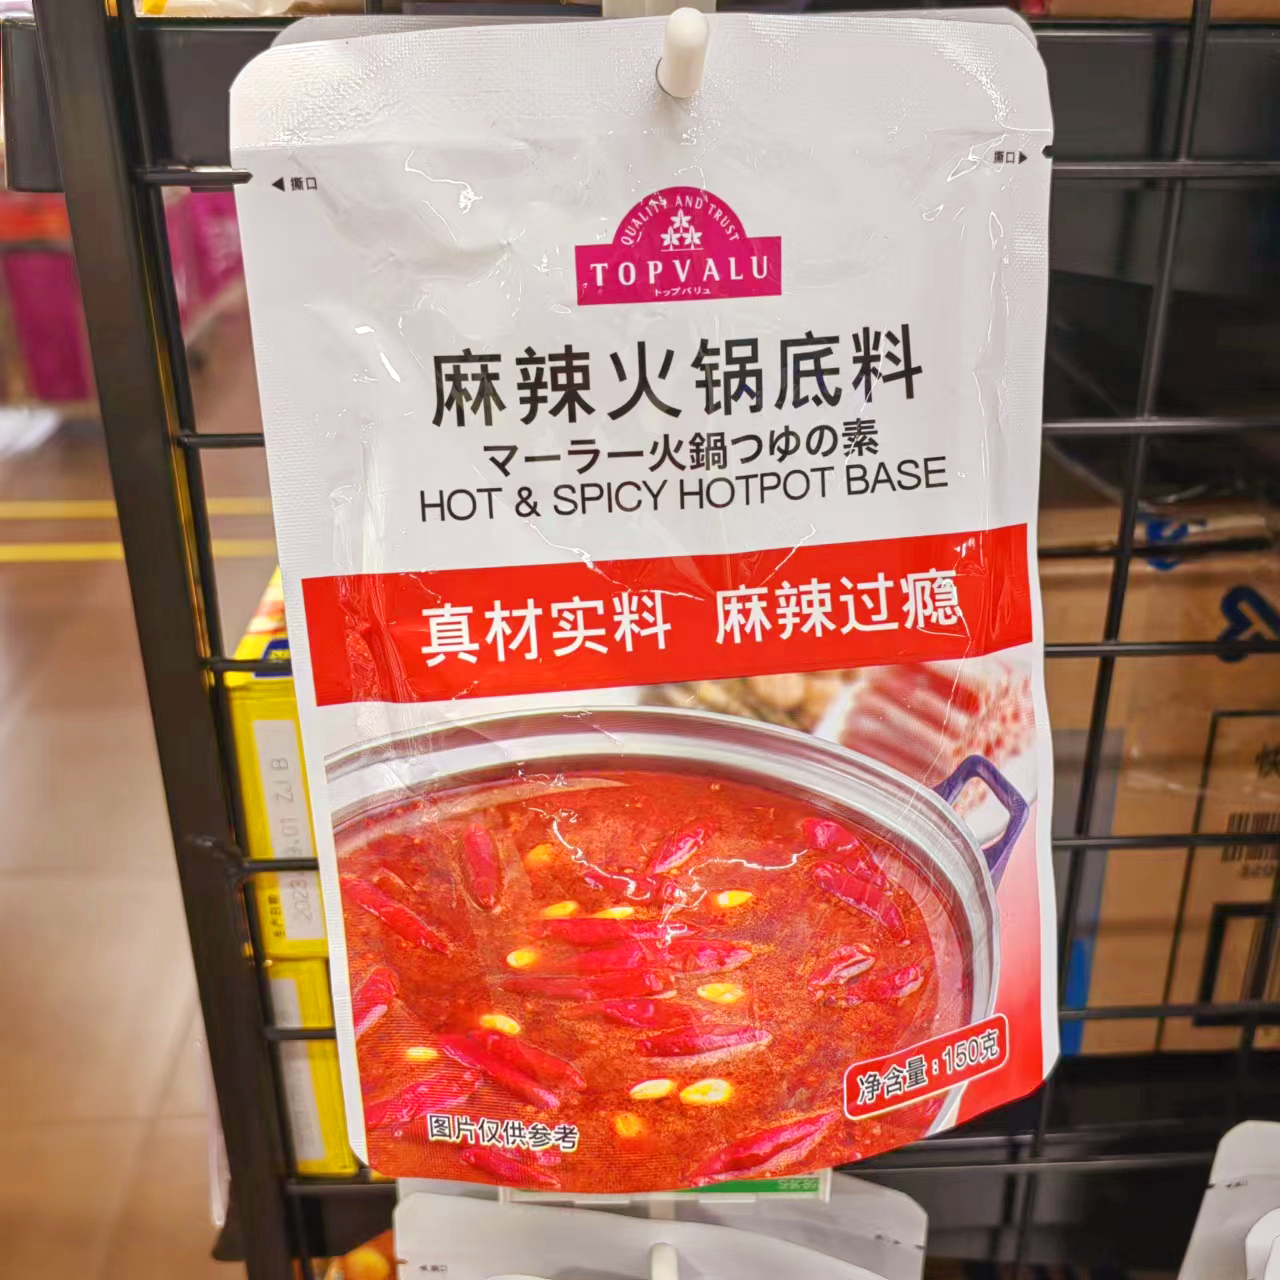 撕口
撕口
QUALITY AND TRUST
TOPVALU
トップバリュ
麻辣火锅底料
マーラー火鍋つゆの素
HOT & SPICY HOTPOT BASE
真材实料 麻辣过瘾
净含量：150克
图片仅供参考
ZJ B